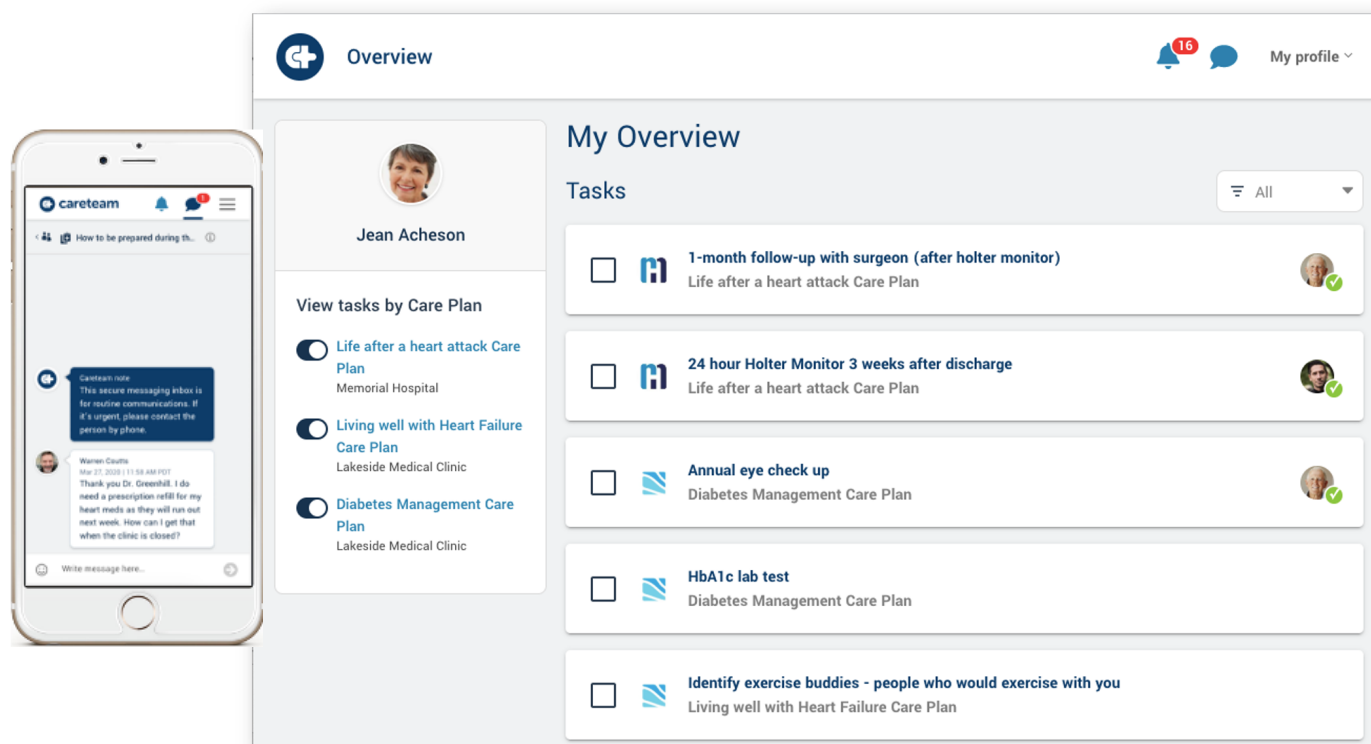 Overview
16
My profile
Jean Acheson
View tasks by Care Plan
Life after a heart attack Care
Plan
Memorial Hospital
Living well with Heart Failure
Care Plan
Lakeside Medical Clinic
Diabetes Management Care
Plan
Lakeside Medical Clinic
My Overview
Tasks
All
1-month follow-up with surgeon (after holter monitor)
Life after a heart attack Care Plan
24 hour Holter Monitor 3 weeks after discharge
Life after a heart attack Care Plan
Annual eye check up
Diabetes Management Care Plan
HbA1c lab test
Diabetes Management Care Plan
Identify exercise buddies - people who would exercise with you
Living well with Heart Failure Care Plan
careteam
1
How to be prepared during th...
Careteam note
This secure messaging inbox is
for routine communications. If
it's urgent, please contact the
person by phone.
Warren Coutts
Mar 27, 2020 | 11:58 AM PDT
Thank you Dr. Greenhill. I do
need a prescription refill for my
heart meds as they will run out
next week. How can I get that
when the clinic is closed?
Write message here...